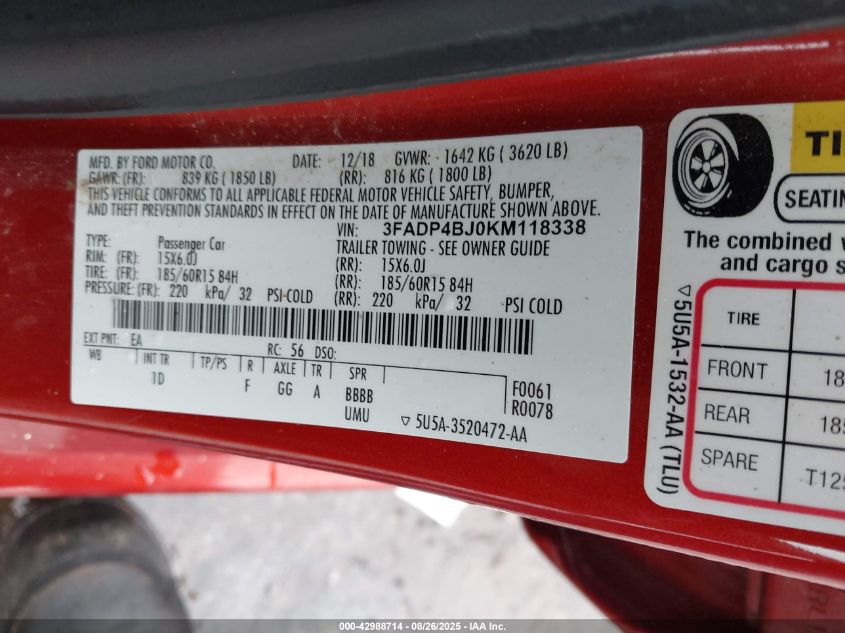 MFD. BY FORD MOTOR CO. DATE: 12/18 GVWR: 1642 KG ( 3620 LB)
GAWR: (FR): 839 KG ( 1850 LB) (RR): 816 KG ( 1800 LB)
THIS VEHICLE CONFORMS TO ALL APPLICABLE FEDERAL MOTOR VEHICLE SAFETY, BUMPER,
AND THEFT PREVENTION STANDARDS IN EFFECT ON THE DATE OF MANUFACTURE SHOWN ABOVE.
VIN: 3FADP4BJ0KM118338
TYPE: Passenger Car TRAILER TOWING - SEE OWNER GUIDE
RIM: (FR): 15X6.0J (RR): 15X6.0J
TIRE: (FR): 185/60R15 84H (RR): 185/60R15 84H
PRESSURE: (FR): 220 kPa/ 32 PSI COLD (RR): 220 kPa/ 32 PSI COLD
EXT PNT: EA RC: 56 DSO:
WB INT TR TP/PS R AXLE TR SPR
1D F GG A BBBB
UMU
F0061
R0078
▽ 5U5A-3520472-AA
TI
SEATIN
The combined
and cargo s
▽5U5A-1532-AA (TLU)
TIRE
FRONT 18
REAR 185
SPARE T125
000-42988714 - 08/26/2025 - IAA Inc.